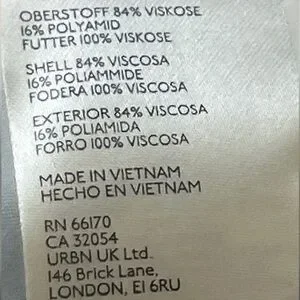 OBERSTOFF 84% VISKOSE
16% POLYAMID
FUTTER 100% VISKOSE
SHELL 84% VISCOSA
16% POLIAMMIDE
FODERA 100% VISCOSA
EXTERIOR 84% VISCOSA
16% POLIAMIDA
FORRO 100% VISCOSA
MADE IN VIETNAM
HECHO EN VIETNAM
RN 66170
CA 32054
URBN UK Ltd.
146 Brick Lane,
LONDON, E1 6RU